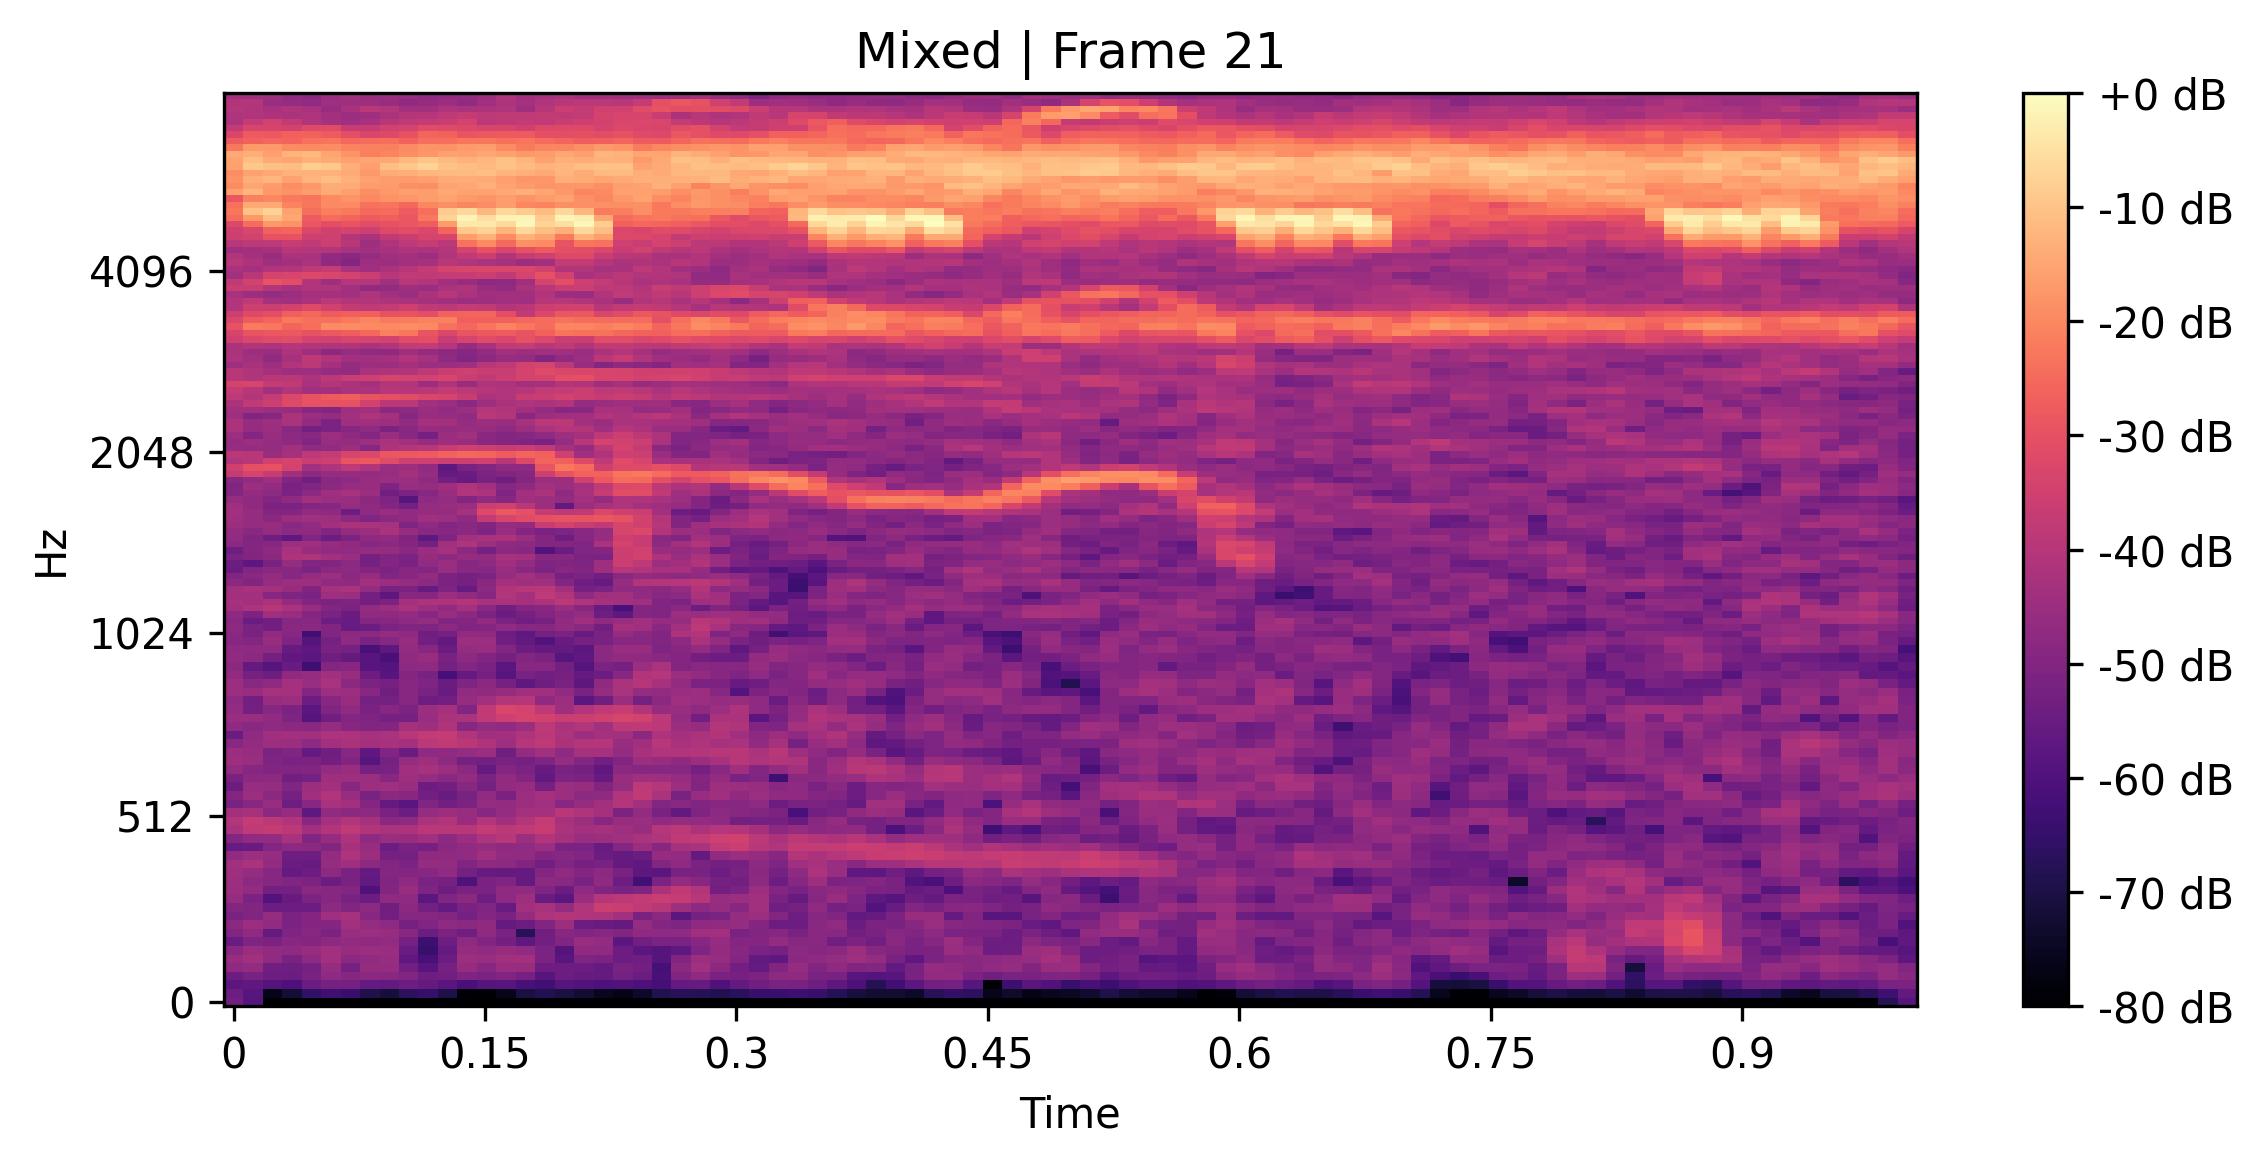 Mixed | Frame 21
+0 dB
-10 dB
-20 dB
-30 dB
-40 dB
-50 dB
-60 dB
-70 dB
-80 dB
4096
2048
1024
512
0
Hz
0 0.15 0.3 0.45 0.6 0.75 0.9
Time